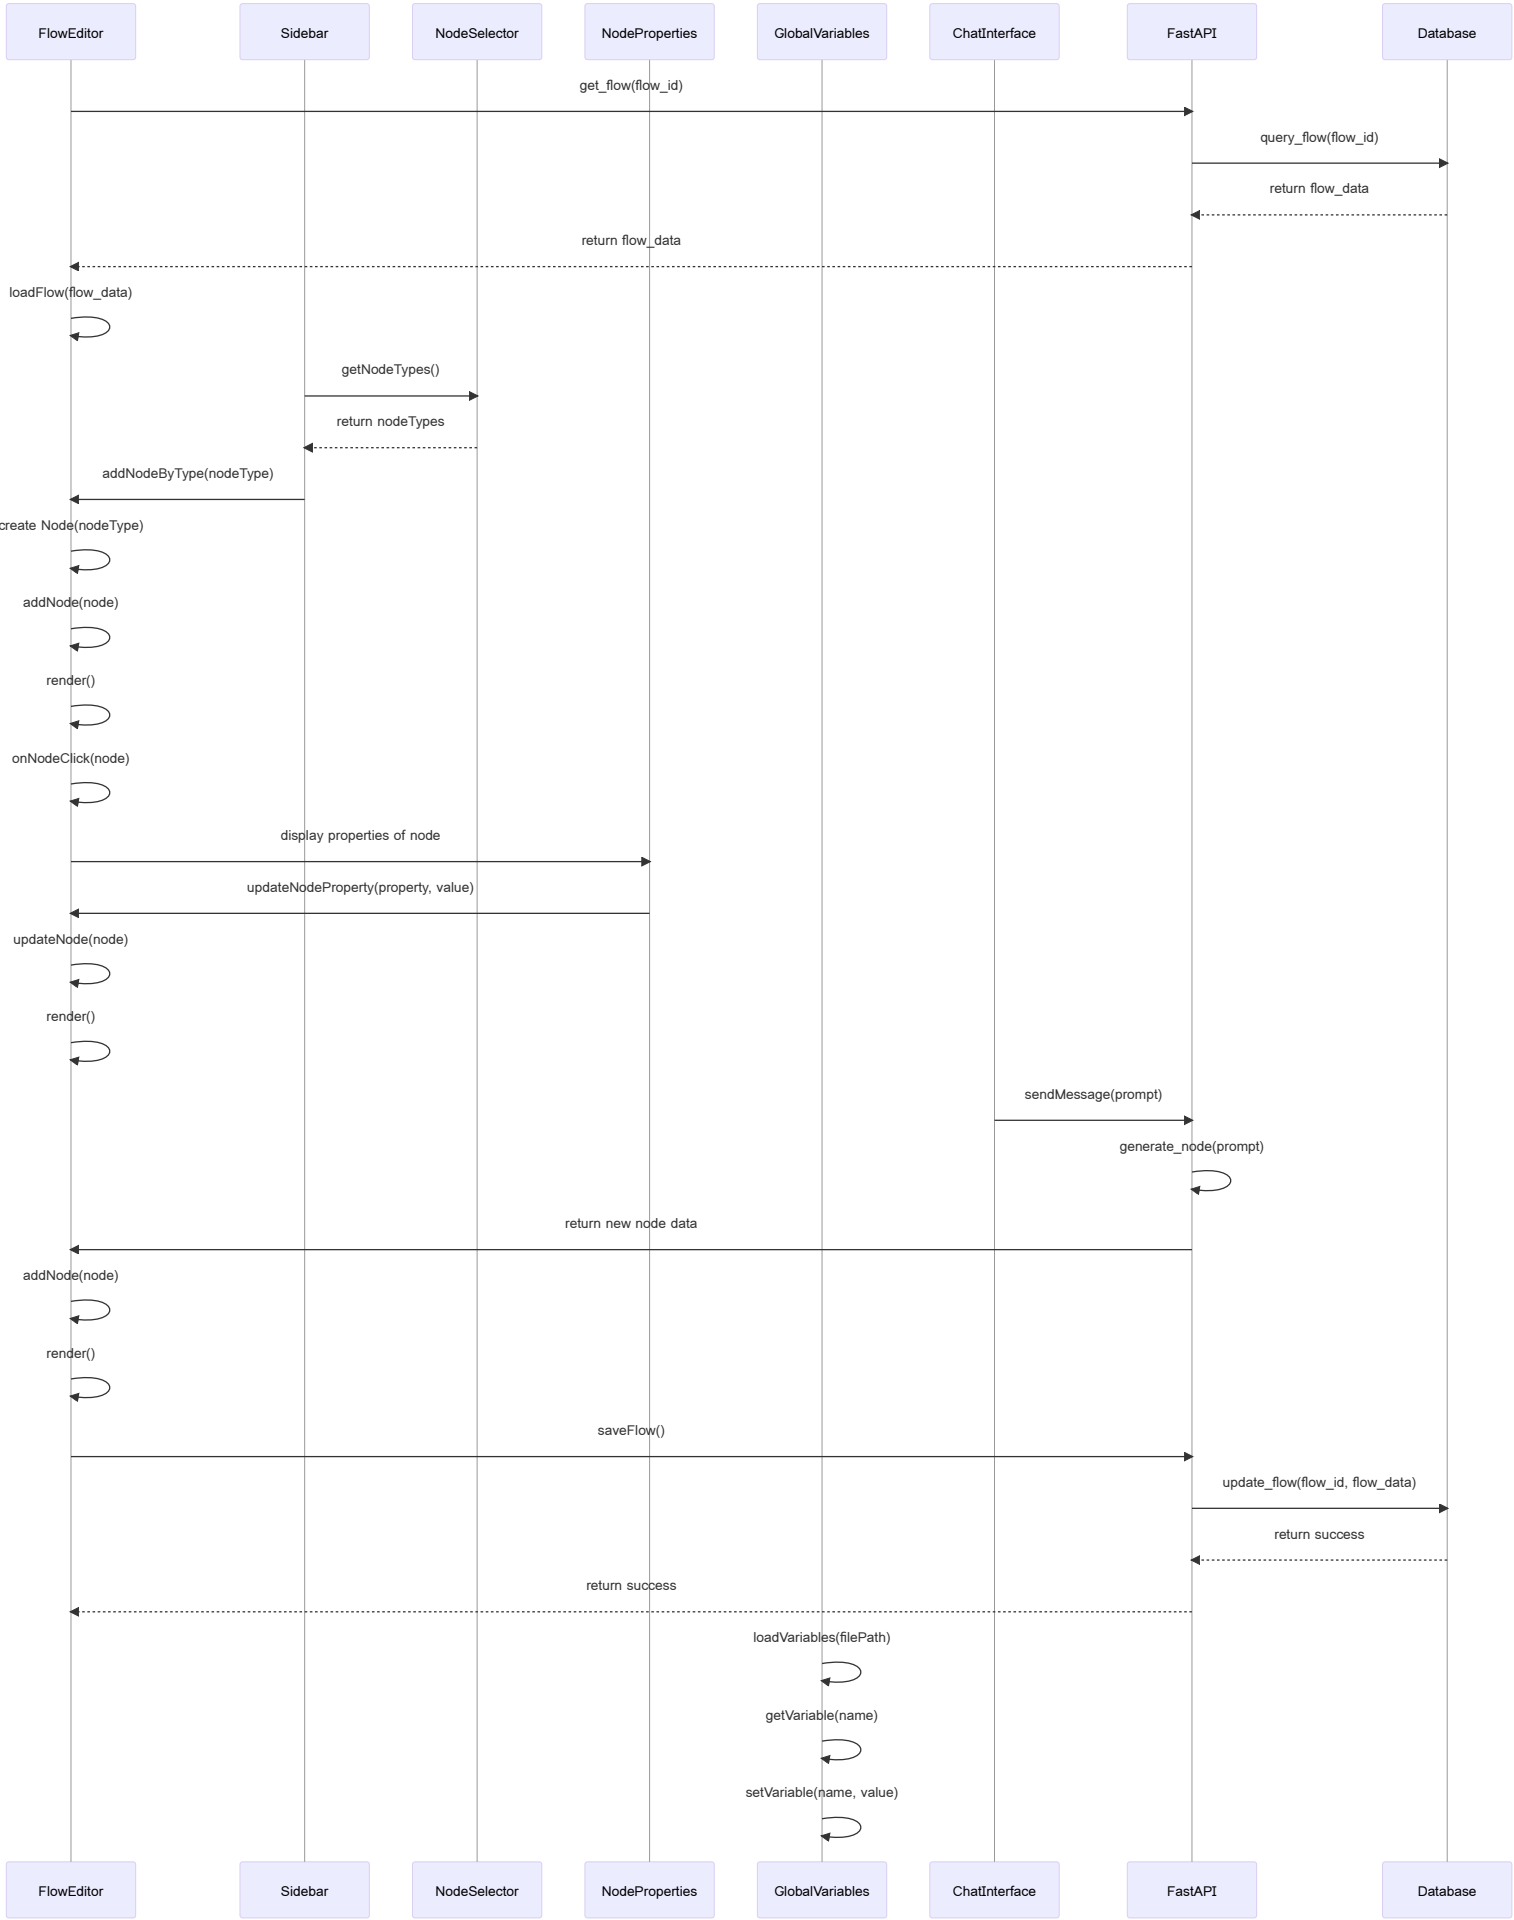 FlowEditor
Sidebar
NodeSelector
NodeProperties
GlobalVariables
ChatInterface
FastAPI
Database
get_flow(flow_id)
query_flow(flow_id)
return flow_data
return flow_data
loadFlow(flow_data)
getNodeTypes()
return nodeTypes
addNodeByType(nodeType)
create Node(nodeType)
addNode(node)
render()
onNodeClick(node)
display properties of node
updateNodeProperty(property, value)
updateNode(node)
render()
sendMessage(prompt)
generate_node(prompt)
return new node data
addNode(node)
render()
saveFlow()
update_flow(flow_id, flow_data)
return success
return success
loadVariables(filePath)
getVariable(name)
setVariable(name, value)
FlowEditor
Sidebar
NodeSelector
NodeProperties
GlobalVariables
ChatInterface
FastAPI
Database